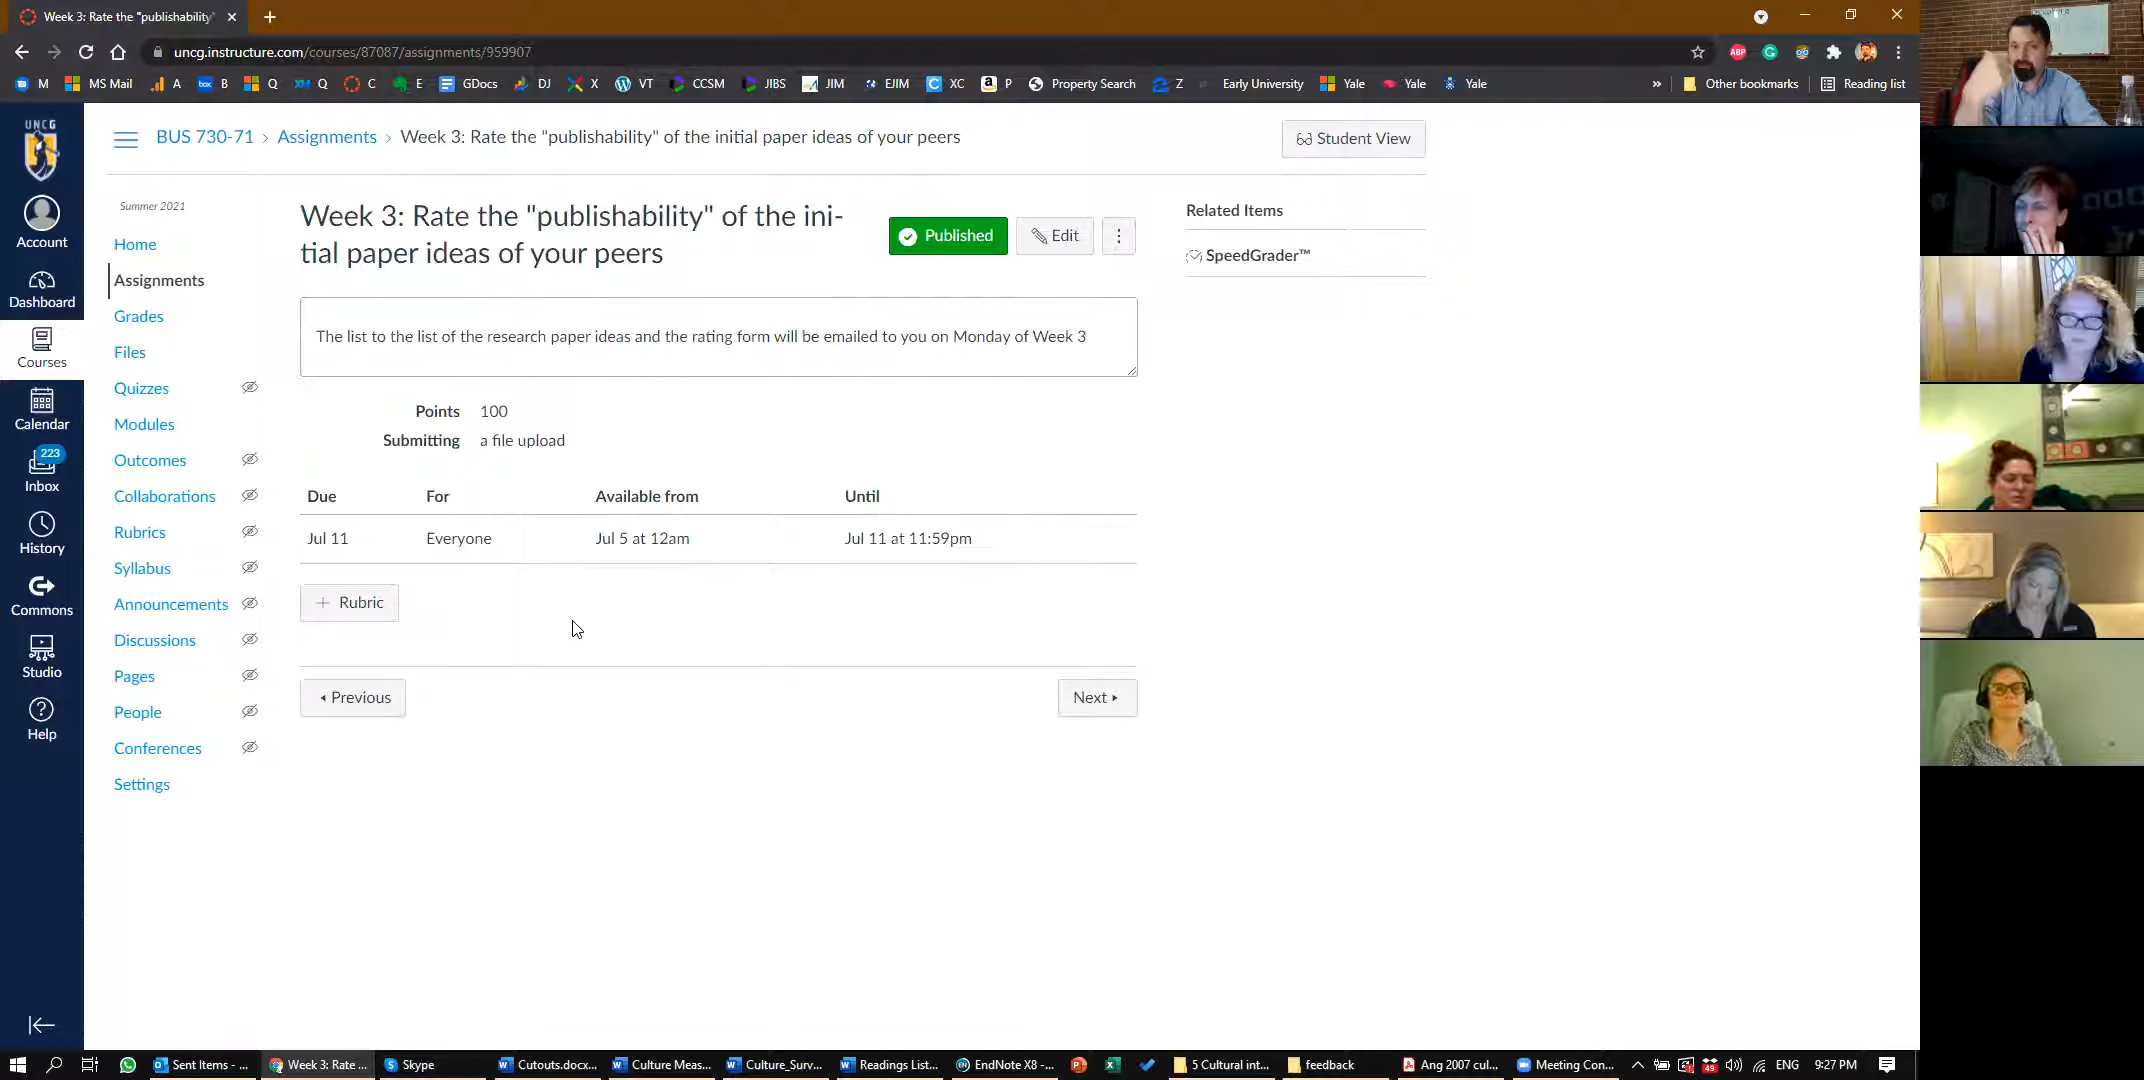 Week 3: Rate the "publishability"
uncg.instructure.com/courses/87087/assignments/959907
ABP
M MS Mail A B Q Q C E GDocs DJ X VT CCSM JIBS JIM EJIM XC P Property Search Z Early University Yale Yale Yale » Other bookmarks Reading list
UNCG
Account
Dashboard
Courses
Calendar
223
Inbox
History
Commons
Studio
Help
BUS 730-71 › Assignments › Week 3: Rate the "publishability" of the initial paper ideas of your peers
Student View
Summer 2021
Home
Assignments
Grades
Files
Quizzes
Modules
Outcomes
Collaborations
Rubrics
Syllabus
Announcements
Discussions
Pages
People
Conferences
Settings
Week 3: Rate the "publishability" of the ini-
tial paper ideas of your peers
Published
Edit
Related Items
SpeedGrader™
The list to the list of the research paper ideas and the rating form will be emailed to you on Monday of Week 3
Points 100
Submitting a file upload
Due For Available from Until
Jul 11 Everyone Jul 5 at 12am Jul 11 at 11:59pm
+ Rubric
Previous
Next
Sent Items - ... Week 3: Rate ... Skype Cutouts.docx... Culture Meas... Culture_Surv... Readings List... EndNote X8 -... 5 Cultural int... feedback Ang 2007 cul... Meeting Con... 49 ENG 9:27 PM